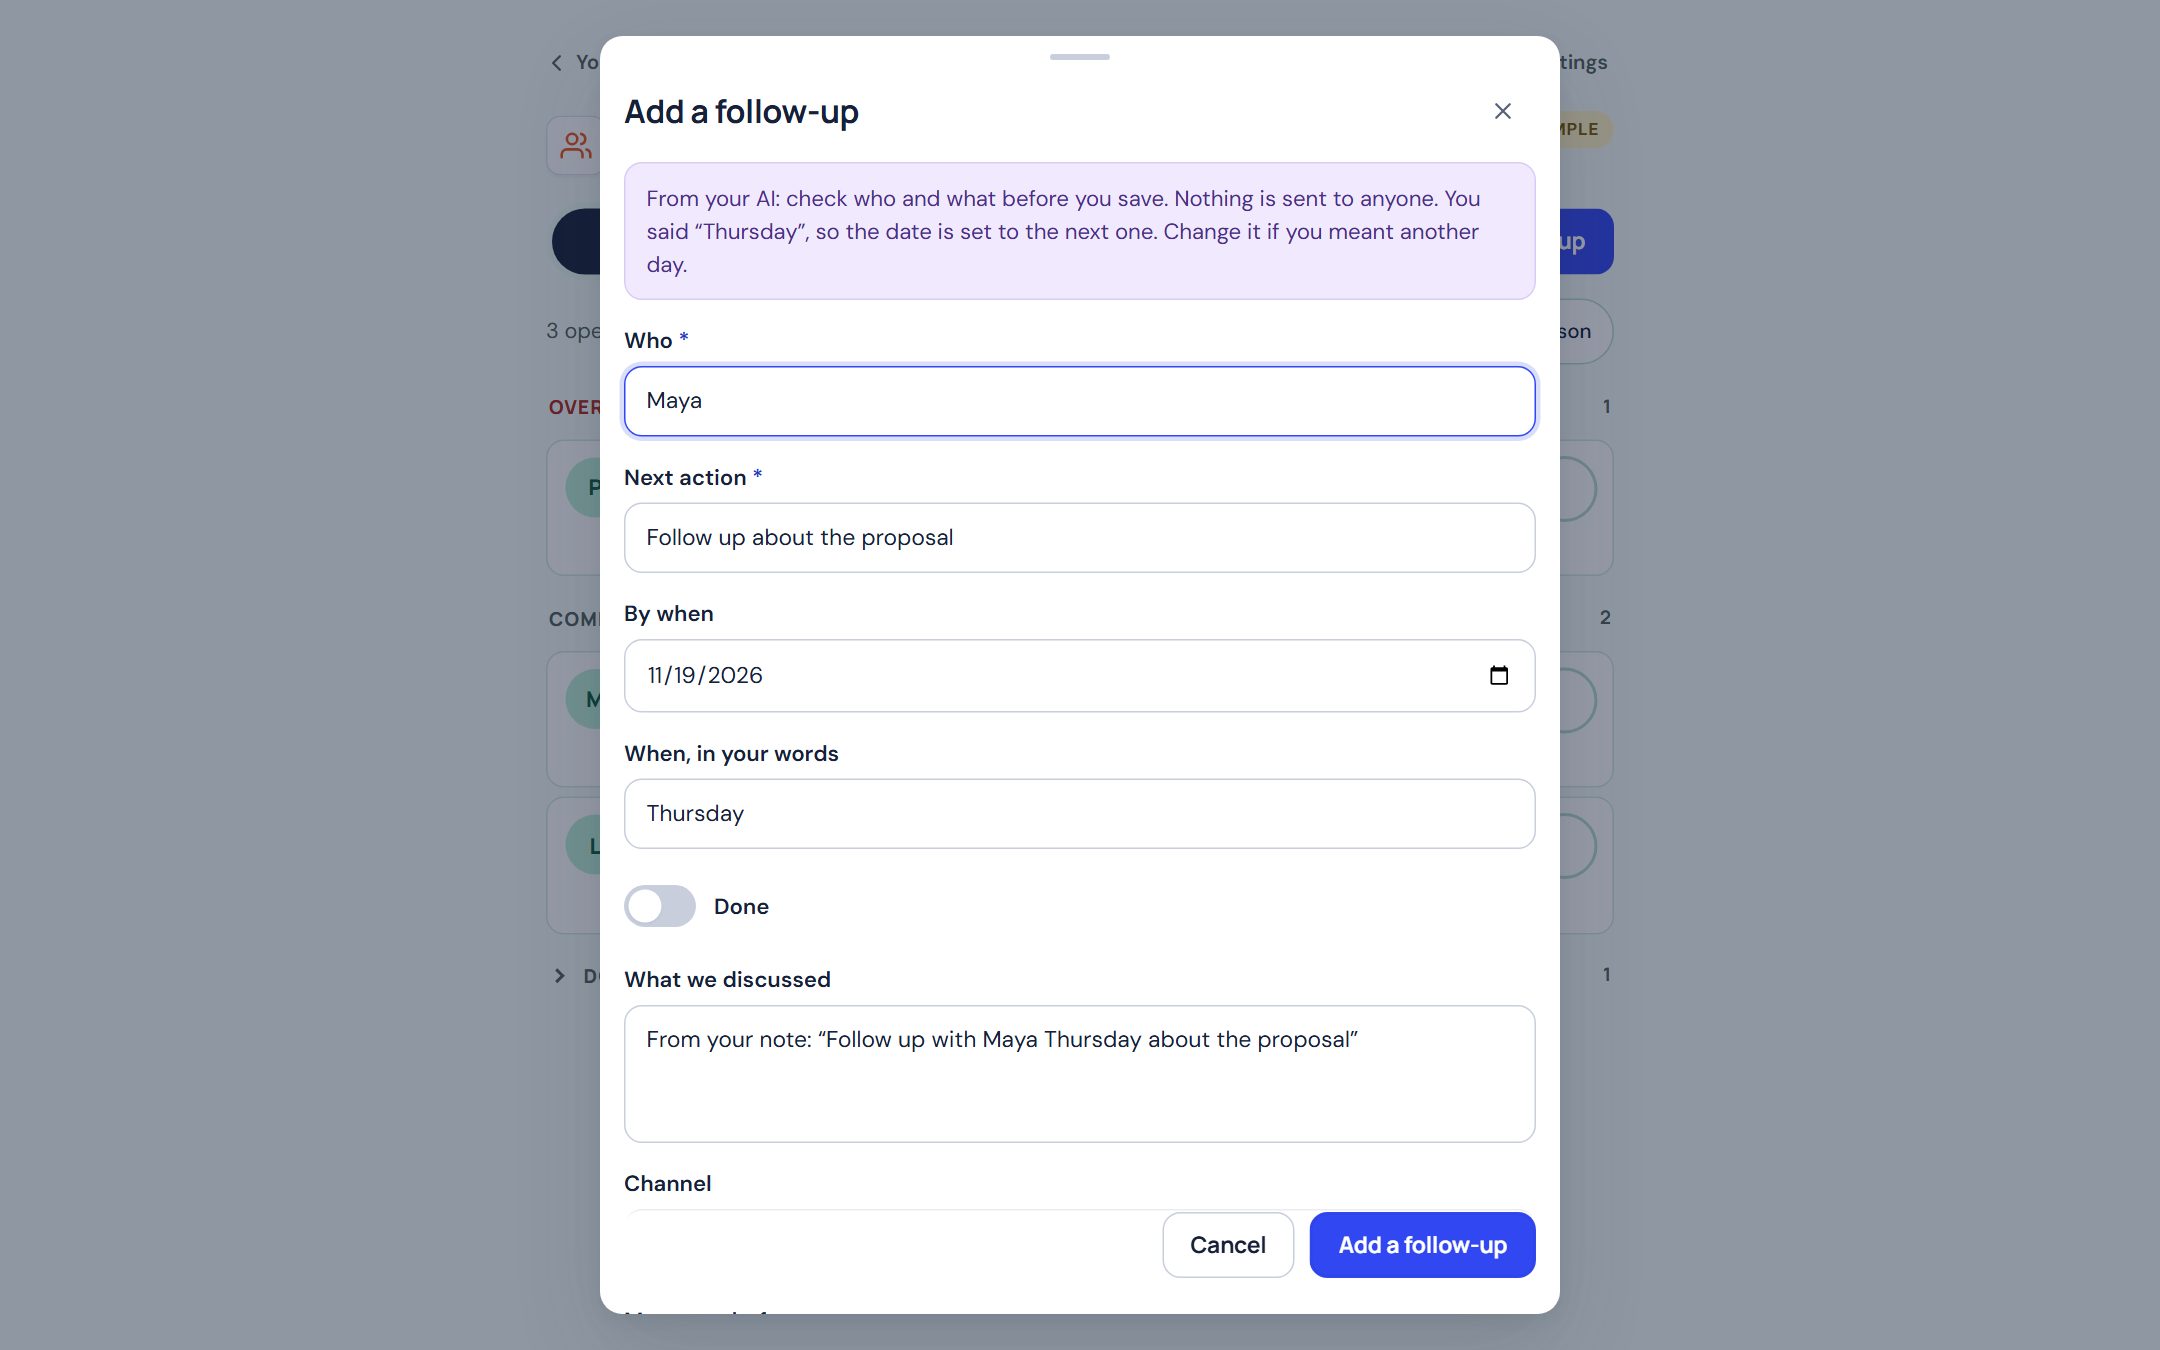 Add a follow-up
From your AI: check who and what before you save. Nothing is sent to anyone. You
said “Thursday”, so the date is set to the next one. Change it if you meant another
day.
Who *
Maya
Next action *
Follow up about the proposal
By when
11/19/2026
When, in your words
Thursday
Done
What we discussed
From your note: “Follow up with Maya Thursday about the proposal”
Channel
Cancel
Add a follow-up
3
1
2
1